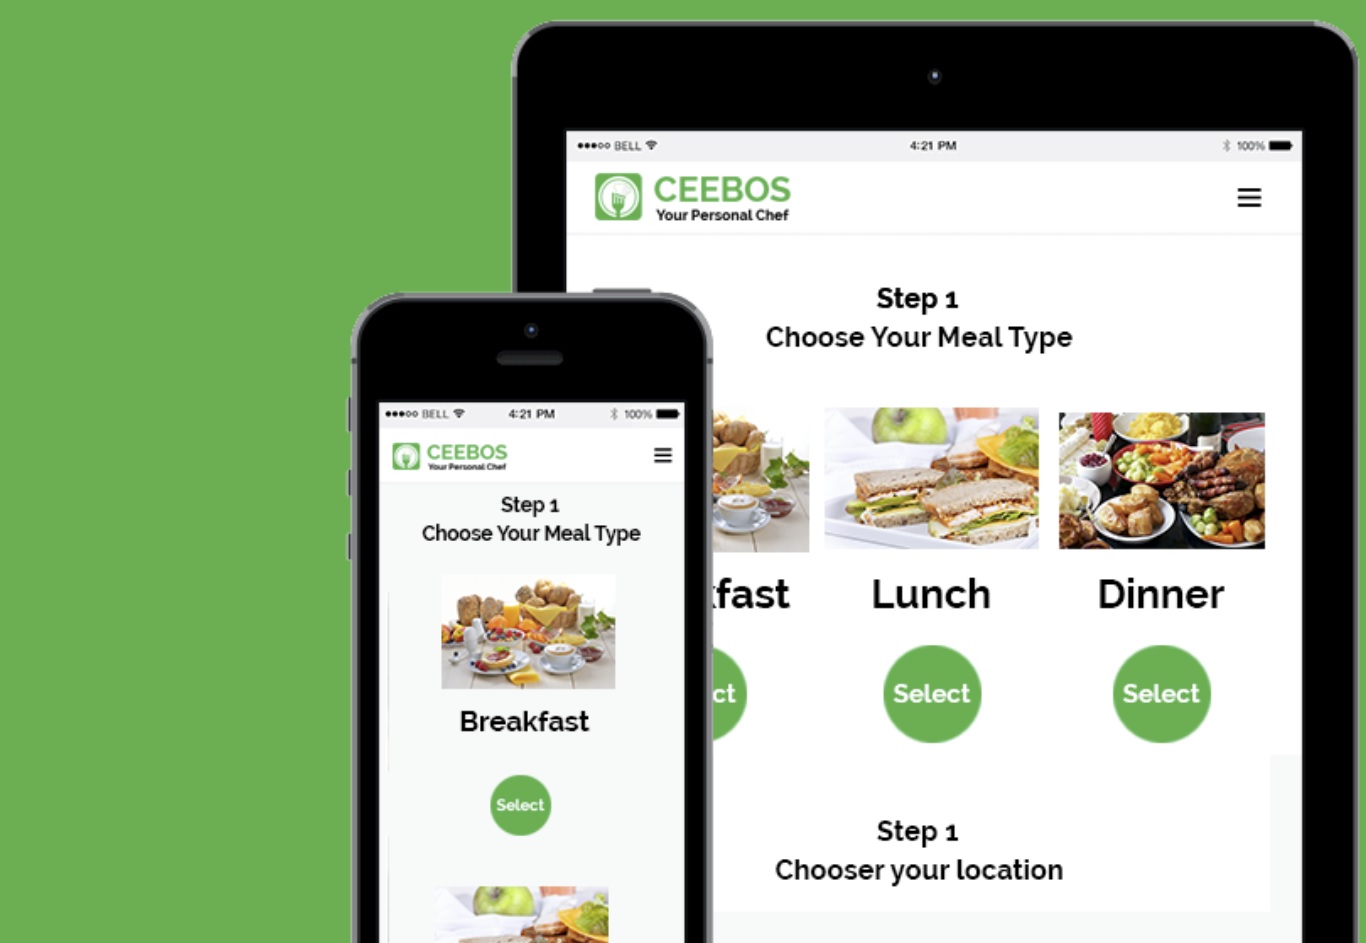 ●●●○○ BELL 4:21 PM 100%
CEEBOS
Your Personal Chef
Step 1
Choose Your Meal Type
kfast Lunch Dinner
ct Select Select
Step 1
Chooser your location
●●●○○ BELL 4:21 PM 100%
CEEBOS
Your Personal Chef
Step 1
Choose Your Meal Type
Breakfast
Select